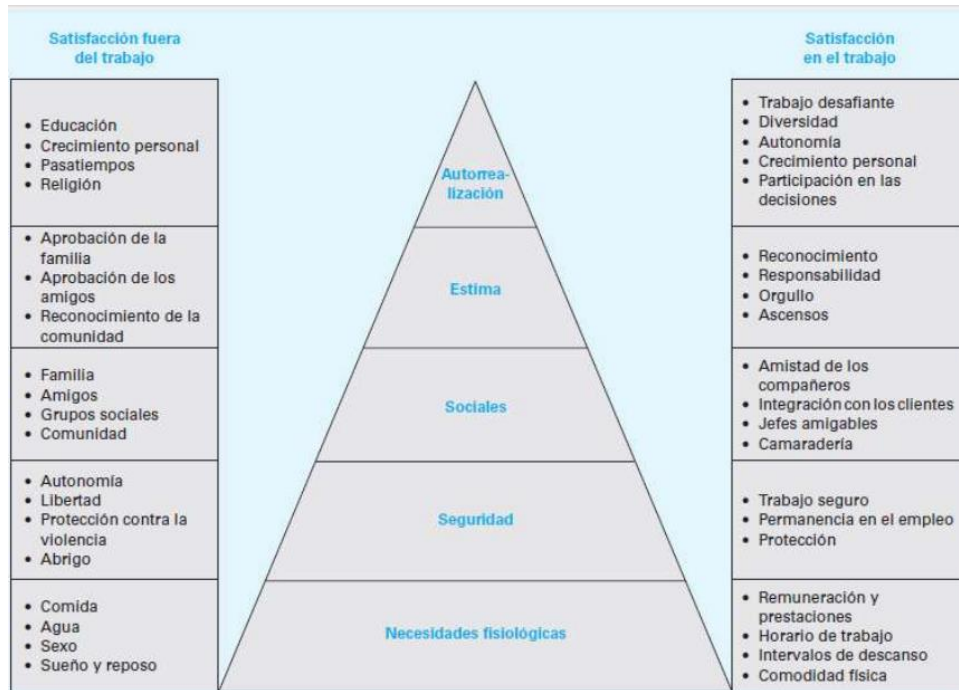 Satisfacción fuera
del trabajo
• Educación
• Crecimiento personal
• Pasatiempos
• Religión
• Aprobación de la
familia
• Aprobación de los
amigos
• Reconocimiento de la
comunidad
• Familia
• Amigos
• Grupos sociales
• Comunidad
• Autonomía
• Libertad
• Protección contra la
violencia
• Abrigo
• Comida
• Agua
• Sexo
• Sueño y reposo
Autorrea-
lización
Estima
Sociales
Seguridad
Necesidades fisiológicas
Satisfacción
en el trabajo
• Trabajo desafiante
• Diversidad
• Autonomía
• Crecimiento personal
• Participación en las
decisiones
• Reconocimiento
• Responsabilidad
• Orgullo
• Ascensos
• Amistad de los
compañeros
• Integración con los clientes
• Jefes amigables
• Camaradería
• Trabajo seguro
• Permanencia en el empleo
• Protección
• Remuneración y
prestaciones
• Horario de trabajo
• Intervalos de descanso
• Comodidad física